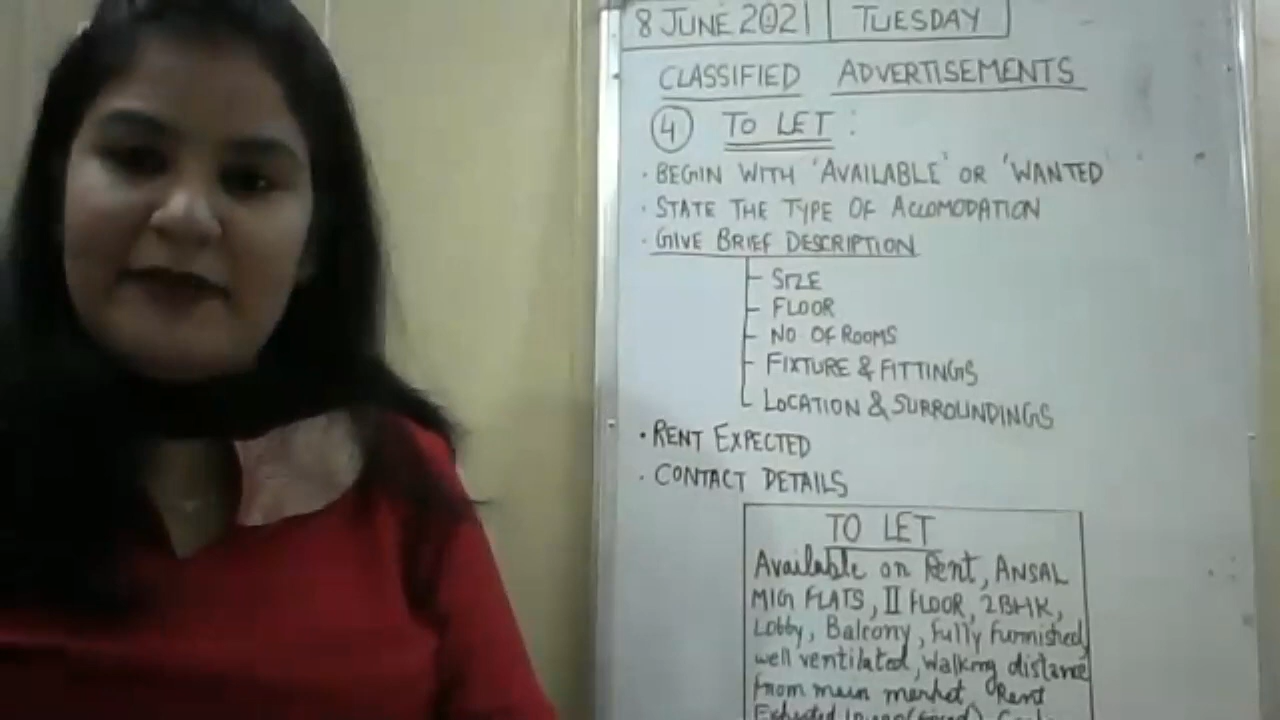 8 JUNE 2021 TUESDAY
CLASSIFIED ADVERTISEMENTS
4 TO LET :
· BEGIN WITH 'AVAILABLE' OR 'WANTED
· STATE THE TYPE OF ACCOMODATION
· GIVE BRIEF DESCRIPTION
SIZE
FLOOR
NO OF ROOMS
FIXTURE & FITTINGS
LOCATION & SURROUNDINGS
· RENT EXPECTED
· CONTACT DETAILS
TO LET
Available on Rent, ANSAL
MIG FLATS, II FLOOR, 2BHK,
Lobby, Balcony, fully furnished,
well ventilated, walking distance
from main market, Rent
Expected